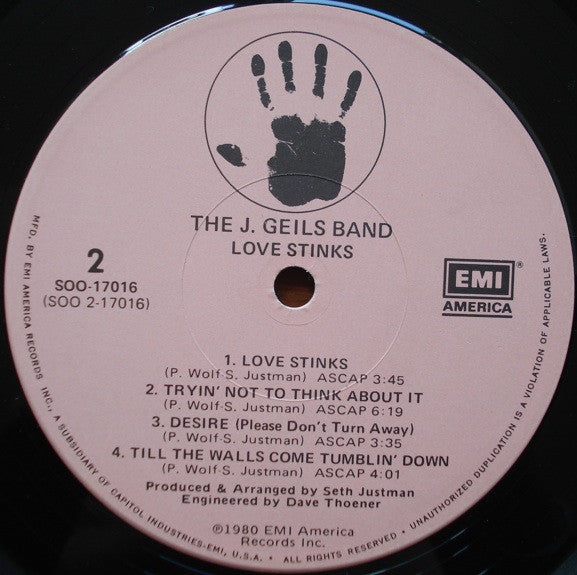 THE J. GEILS BAND
LOVE STINKS
2
SOO-17016
(SOO 2-17016)
EMI®
AMERICA
1. LOVE STINKS
(P. Wolf-S. Justman) ASCAP 3:45
2. TRYIN' NOT TO THINK ABOUT IT
(P. Wolf-S. Justman) ASCAP 6:19
3. DESIRE (Please Don't Turn Away)
(P. Wolf-S. Justman) ASCAP 3:35
4. TILL THE WALLS COME TUMBLIN' DOWN
(P. Wolf-S. Justman) ASCAP 4:01
Produced & Arranged by Seth Justman
Engineered by Dave Thoener
℗1980 EMI America
Records Inc.
MFD. BY EMI AMERICA RECORDS, INC., A SUBSIDIARY OF CAPITOL INDUSTRIES-EMI, U.S.A. • ALL RIGHTS RESERVED • UNAUTHORIZED DUPLICATION IS A VIOLATION OF APPLICABLE LAWS.